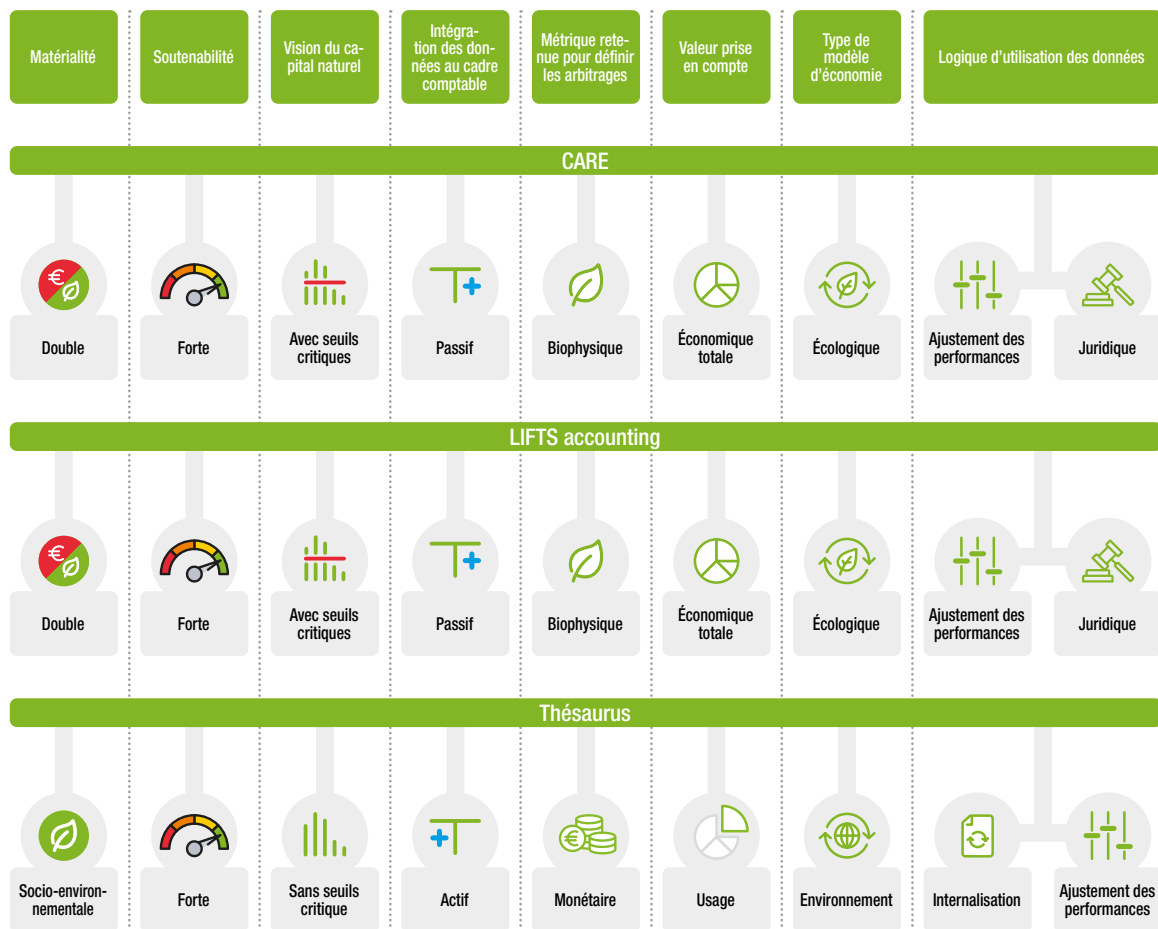 Matérialité
Soutenabilité
Vision du ca-
pital naturel
Intégra-
tion des don-
nées au cadre
comptable
Métrique rete-
nue pour définir
les arbitrages
Valeur prise
en compte
Type de
modèle
d'économie
Logique d'utilisation des données
CARE
Double
Forte
Avec seuils
critiques
Passif
Biophysique
Économique
totale
Écologique
Ajustement des
performances
Juridique
LIFTS accounting
Double
Forte
Avec seuils
critiques
Passif
Biophysique
Économique
totale
Écologique
Ajustement des
performances
Juridique
Thésaurus
Socio-environ-
nementale
Forte
Sans seuils
critique
Actif
Monétaire
Usage
Environnement
Internalisation
Ajustement des
performances